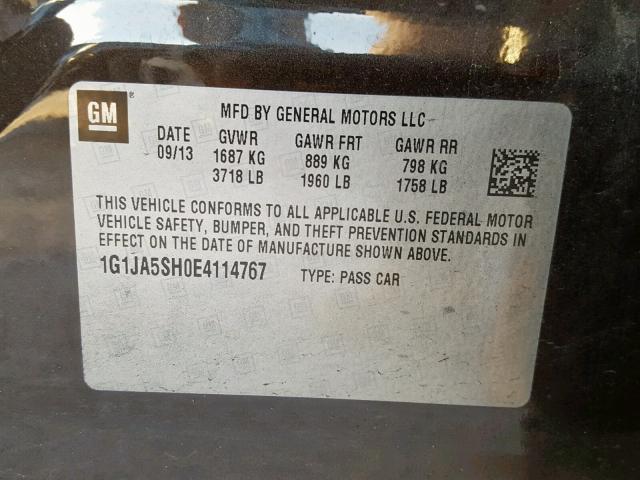 GM ®
MFD BY GENERAL MOTORS LLC
DATE GVWR GAWR FRT GAWR RR
09/13 1687 KG 889 KG 798 KG
3718 LB 1960 LB 1758 LB
THIS VEHICLE CONFORMS TO ALL APPLICABLE U.S. FEDERAL MOTOR
VEHICLE SAFETY, BUMPER, AND THEFT PREVENTION STANDARDS IN
EFFECT ON THE DATE OF MANUFACTURE SHOWN ABOVE.
1G1JA5SH0E4114767 TYPE: PASS CAR